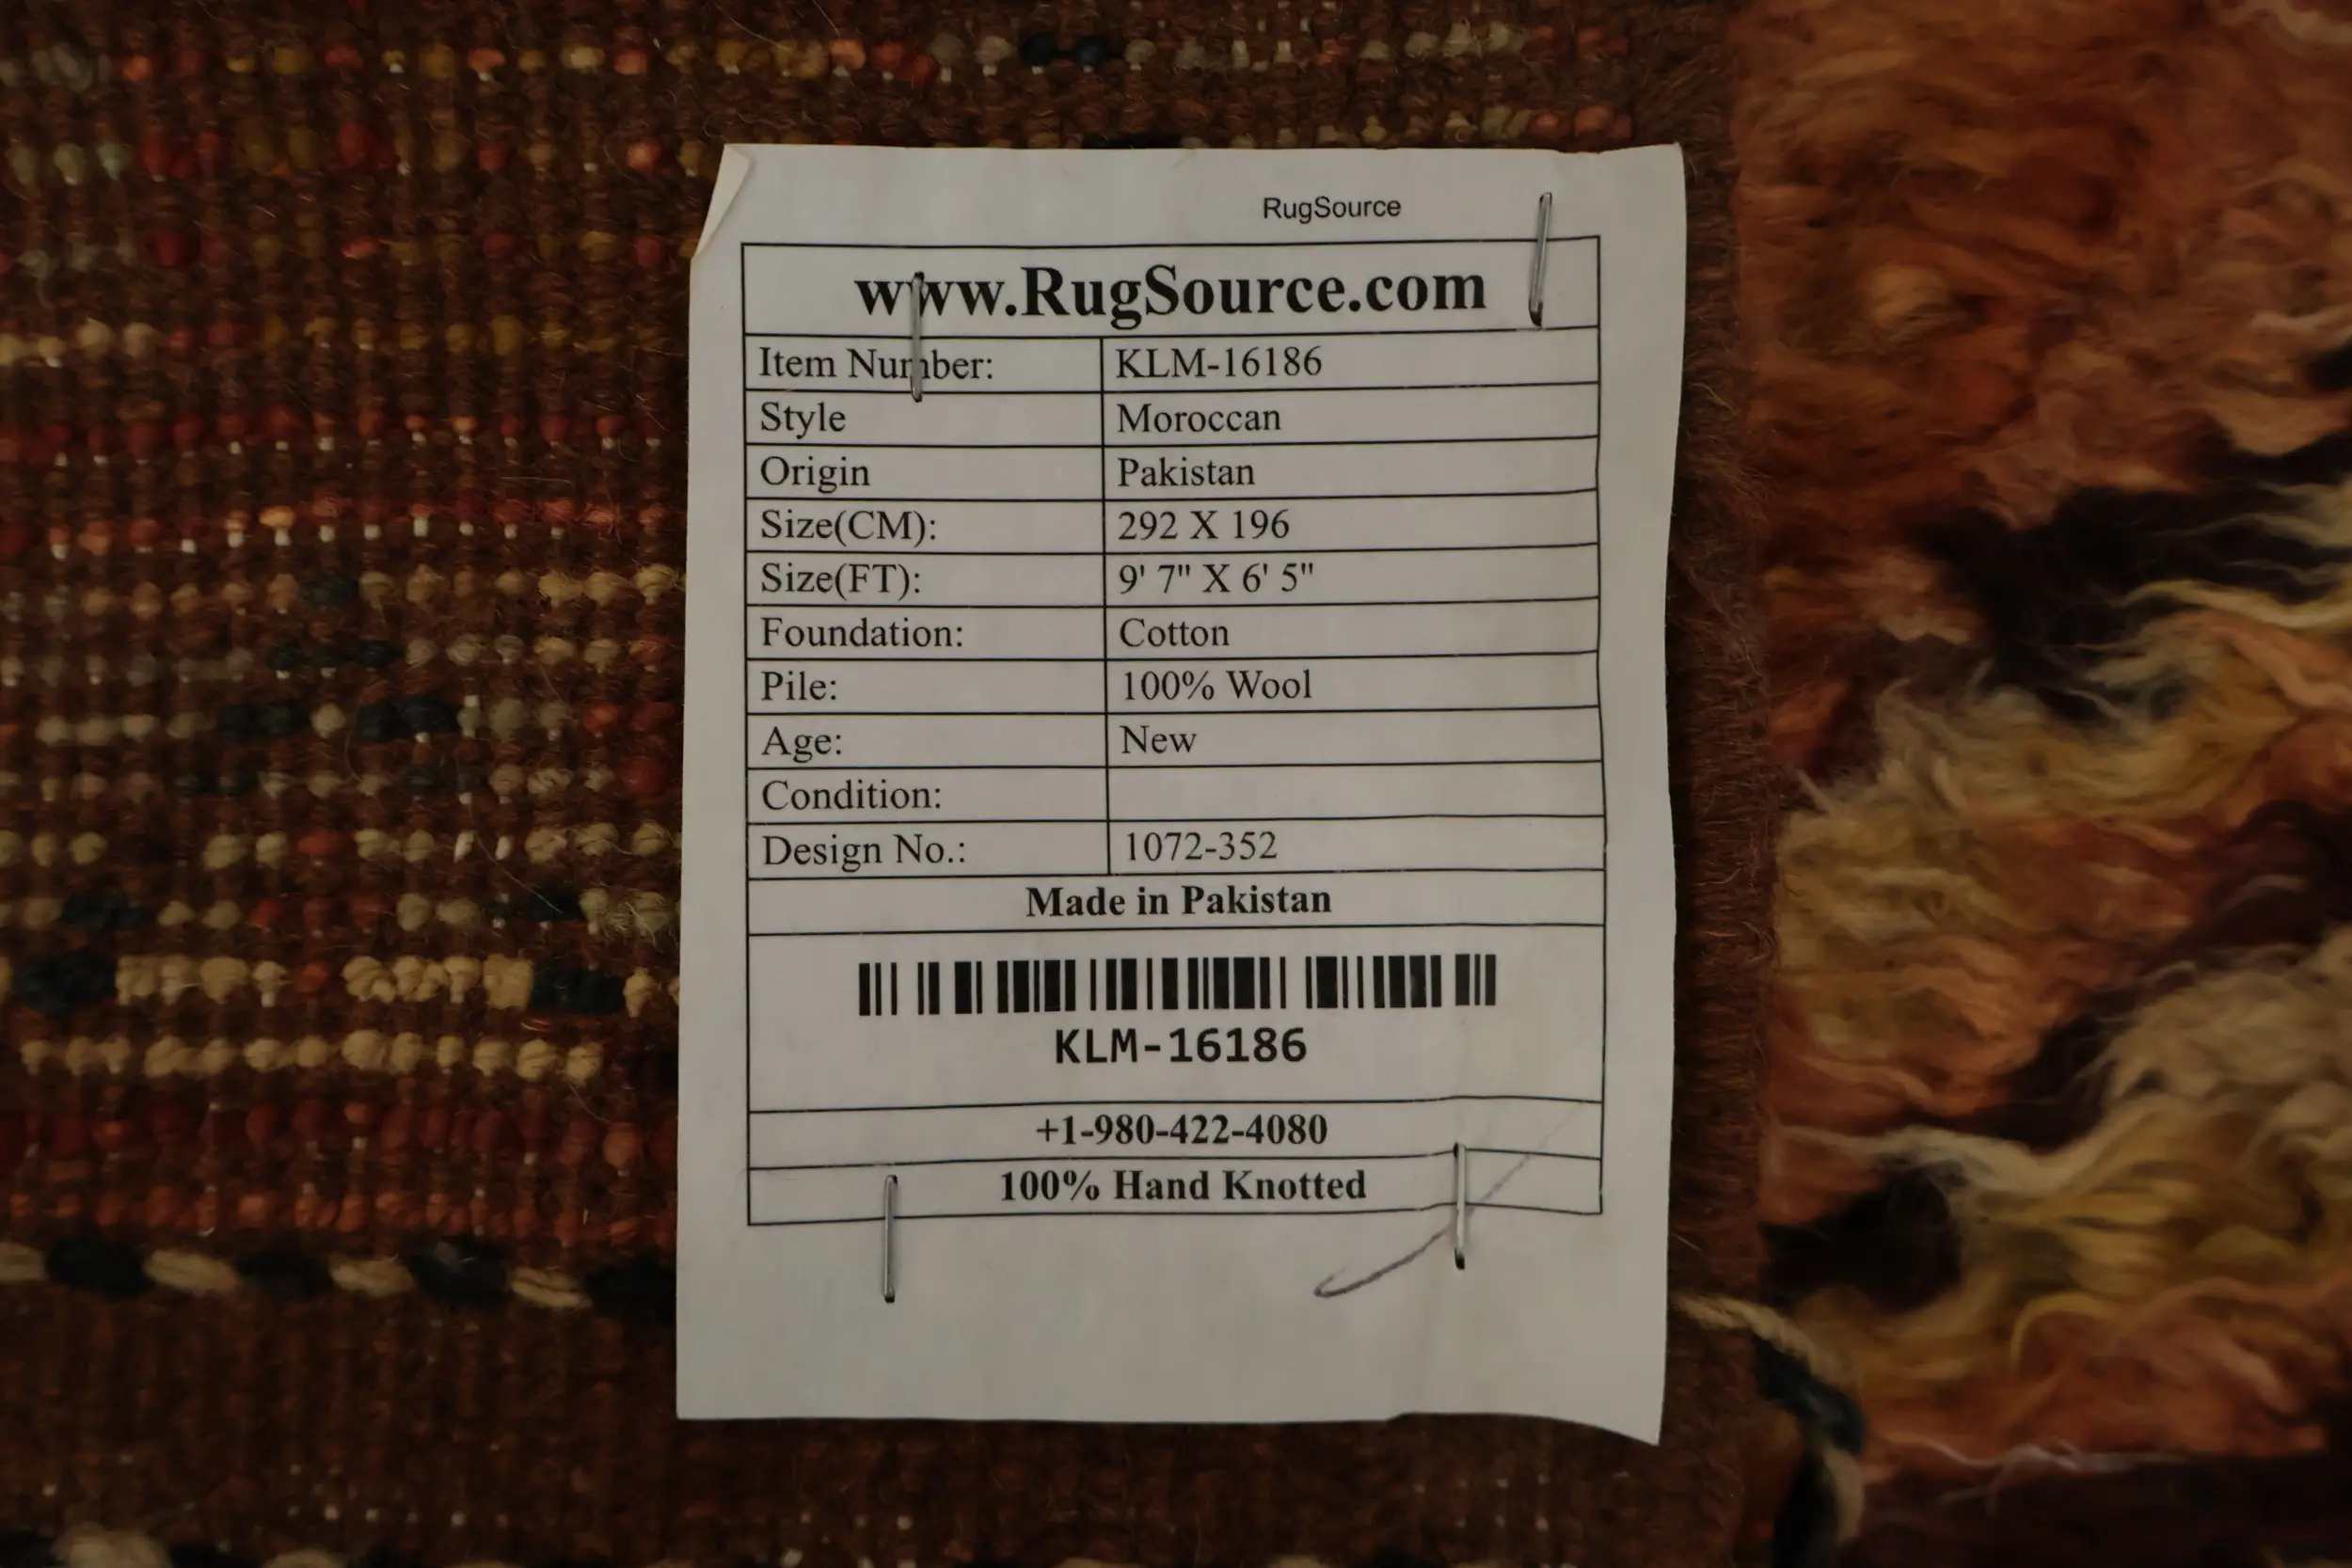 RugSource
www.RugSource.com
Item Number: KLM-16186
Style Moroccan
Origin Pakistan
Size(CM): 292 X 196
Size(FT): 9' 7" X 6' 5"
Foundation: Cotton
Pile: 100% Wool
Age: New
Condition:
Design No.: 1072-352
Made in Pakistan
KLM-16186
+1-980-422-4080
100% Hand Knotted